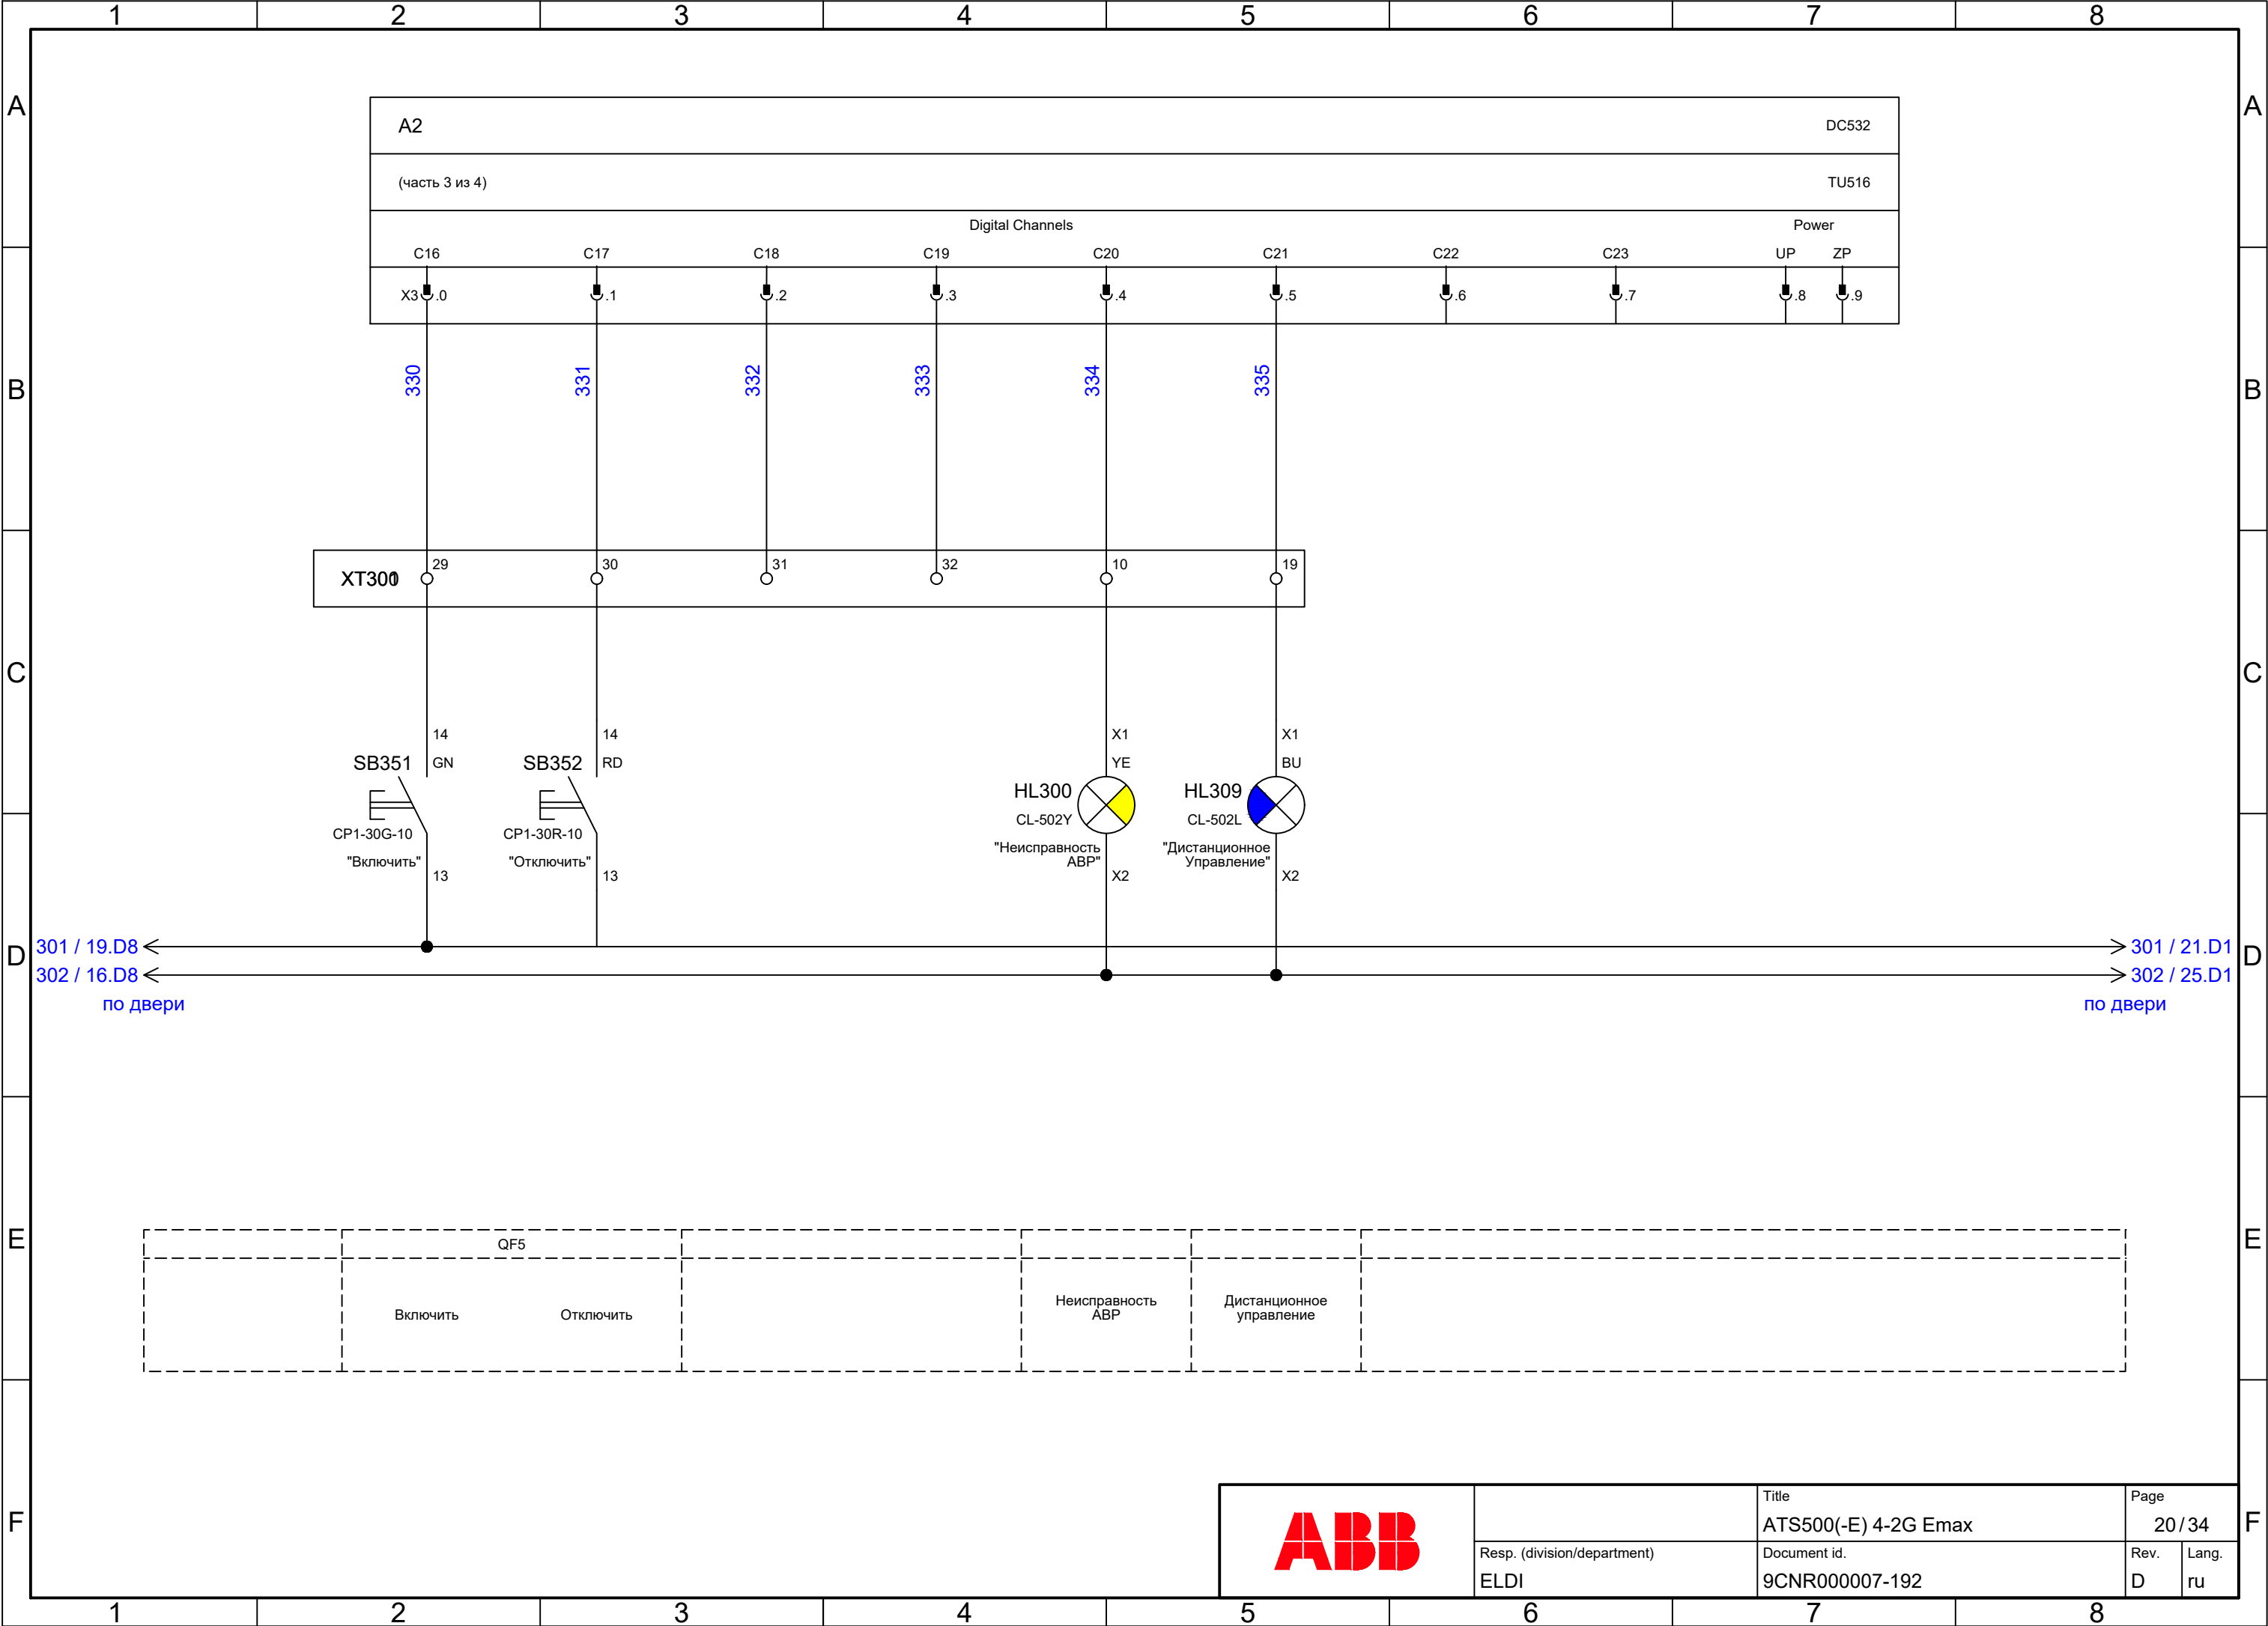 1 2 3 4 5 6 7 8
A A
A2 DC532
(часть 3 из 4) TU516
Digital Channels Power
C16 C17 C18 C19 C20 C21 C22 C23 UP ZP
X3 .0 .1 .2 .3 .4 .5 .6 .7 .8 .9
330 331 332 333 334 335
B B
29 30 31 32 10 19
XT300
C C
14 14 X1 X1
SB351 GN SB352 RD YE BU
HL300 HL309
CL-502Y CL-502L
CP1-30G-10 CP1-30R-10
"Неисправность "Дистанционное
АВР" Управление"
"Включить" "Отключить"
13 13 X2 X2
301 / 19.D8 301 / 21.D1
D D
302 / 16.D8 302 / 25.D1
по двери по двери
E E
QF5
Неисправность Дистанционное
АВР управление
Включить Отключить
F F
ABB
Title
ATS500(-E) 4-2G Emax
Page
20 / 34
Resp. (division/department)
ELDI
Document id.
9CNR000007-192
Rev. Lang.
D ru
1 2 3 4 5 6 7 8